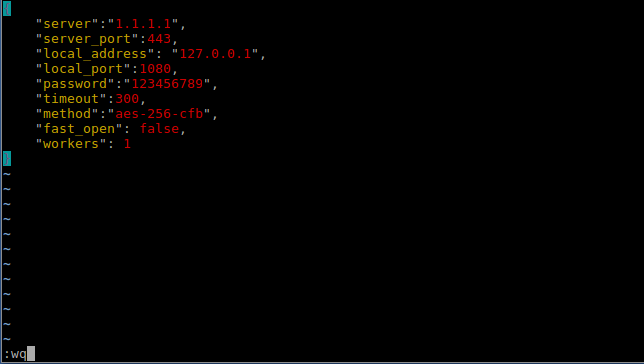 {
    "server":"1.1.1.1",
    "server_port":443,
    "local_address": "127.0.0.1",
    "local_port":1080,
    "password":"123456789",
    "timeout":300,
    "method":"aes-256-cfb",
    "fast_open": false,
    "workers": 1
}
~
~
~
~
~
~
~
~
~
~
~
~
:wq